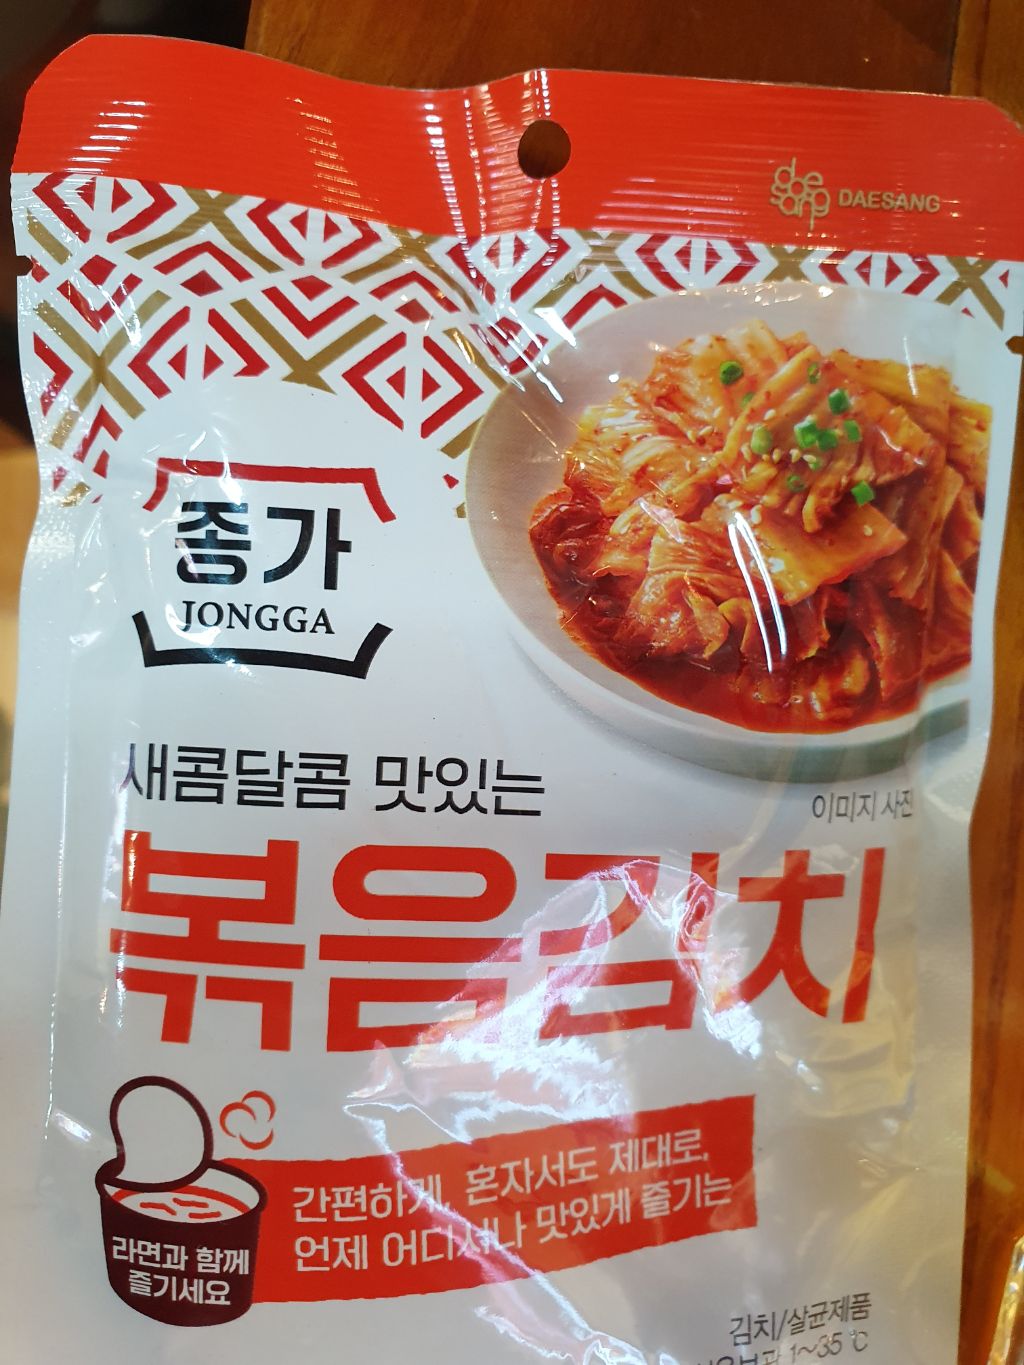 DAESANG
종가
JONGGA
새콤달콤 맛있는
이미지 사진
볶음김치
간편하게, 혼자서도 제대로,
언제 어디서나 맛있게 즐기는
라면과 함께
즐기세요
김치/살균제품
1~35 ℃